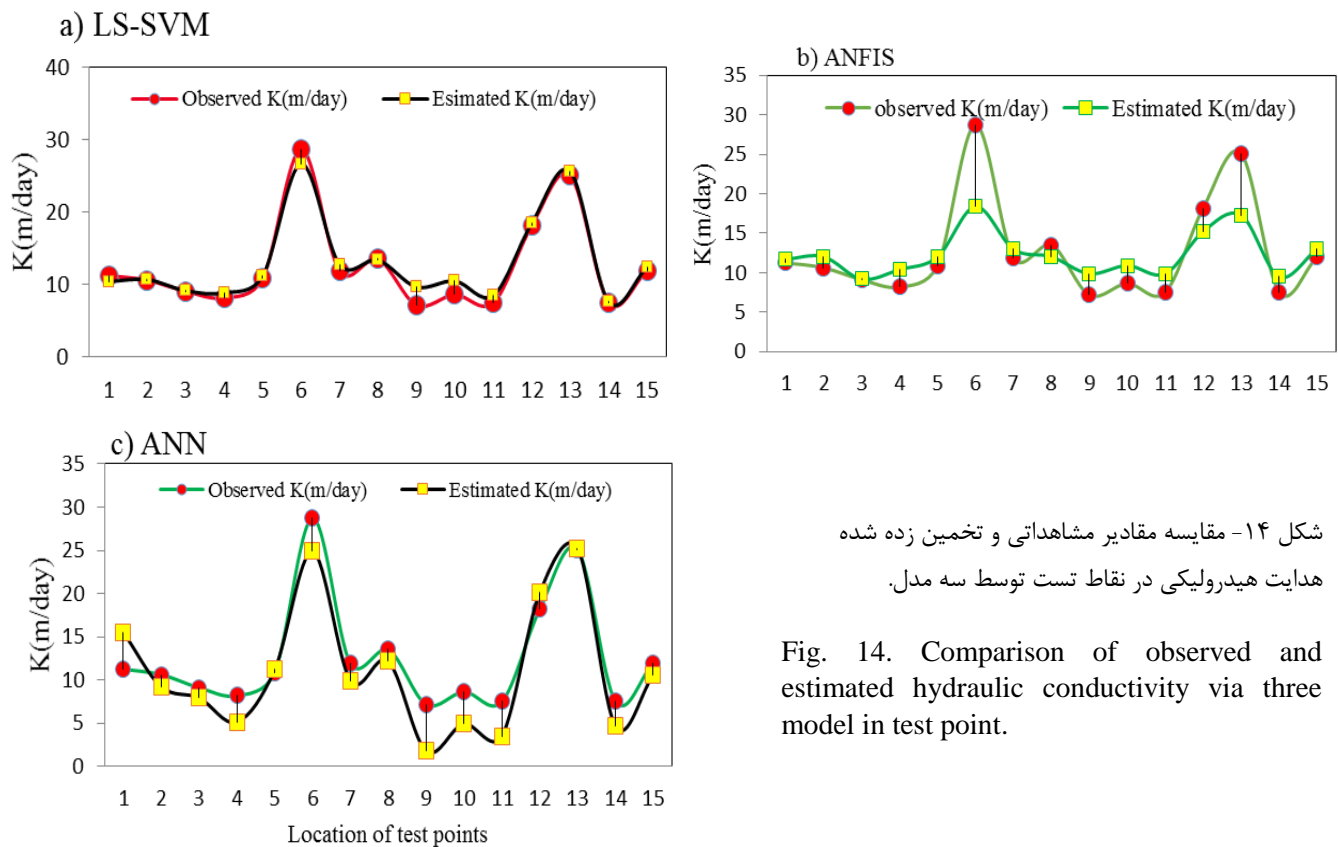 a) LS-SVM
40
30
20
10
0
K(m/day)
Observed K(m/day) Esimated K(m/day)
1 2 3 4 5 6 7 8 9 10 11 12 13 14 15
b) ANFIS
35
30
25
20
15
10
5
0
K(m/day)
observed K(m/day) Estimated K(m/day)
1 2 3 4 5 6 7 8 9 10 11 12 13 14 15
c) ANN
35
30
25
20
15
10
5
0
K(m/day)
Observed K(m/day) Estimated K(m/day)
1 2 3 4 5 6 7 8 9 10 11 12 13 14 15
Location of test points
شکل ۱۴- مقایسه مقادیر مشاهداتی و تخمین زده شده
هدایت هیدرولیکی در نقاط تست توسط سه مدل.
Fig. 14. Comparison of observed and
estimated hydraulic conductivity via three
model in test point.